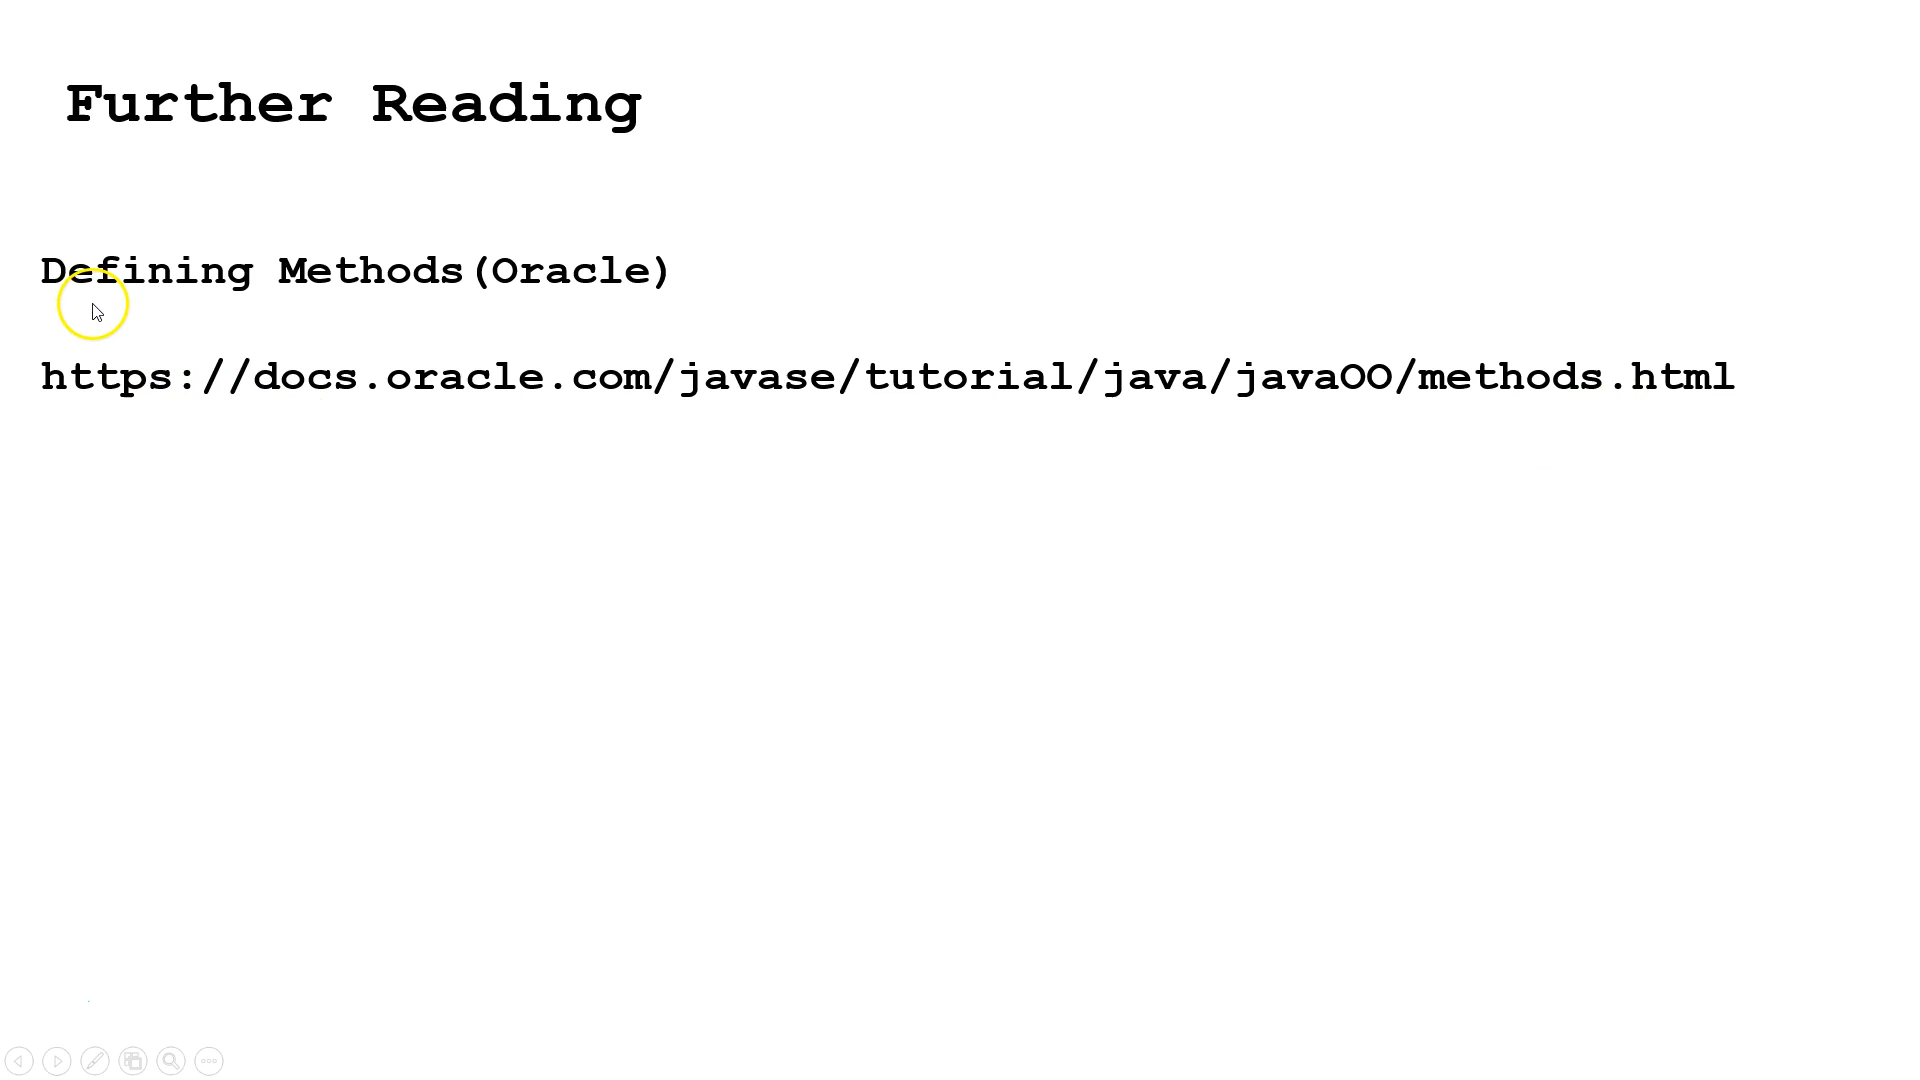 Further Reading
Defining Methods(Oracle)
https://docs.oracle.com/javase/tutorial/java/javaOO/methods.html